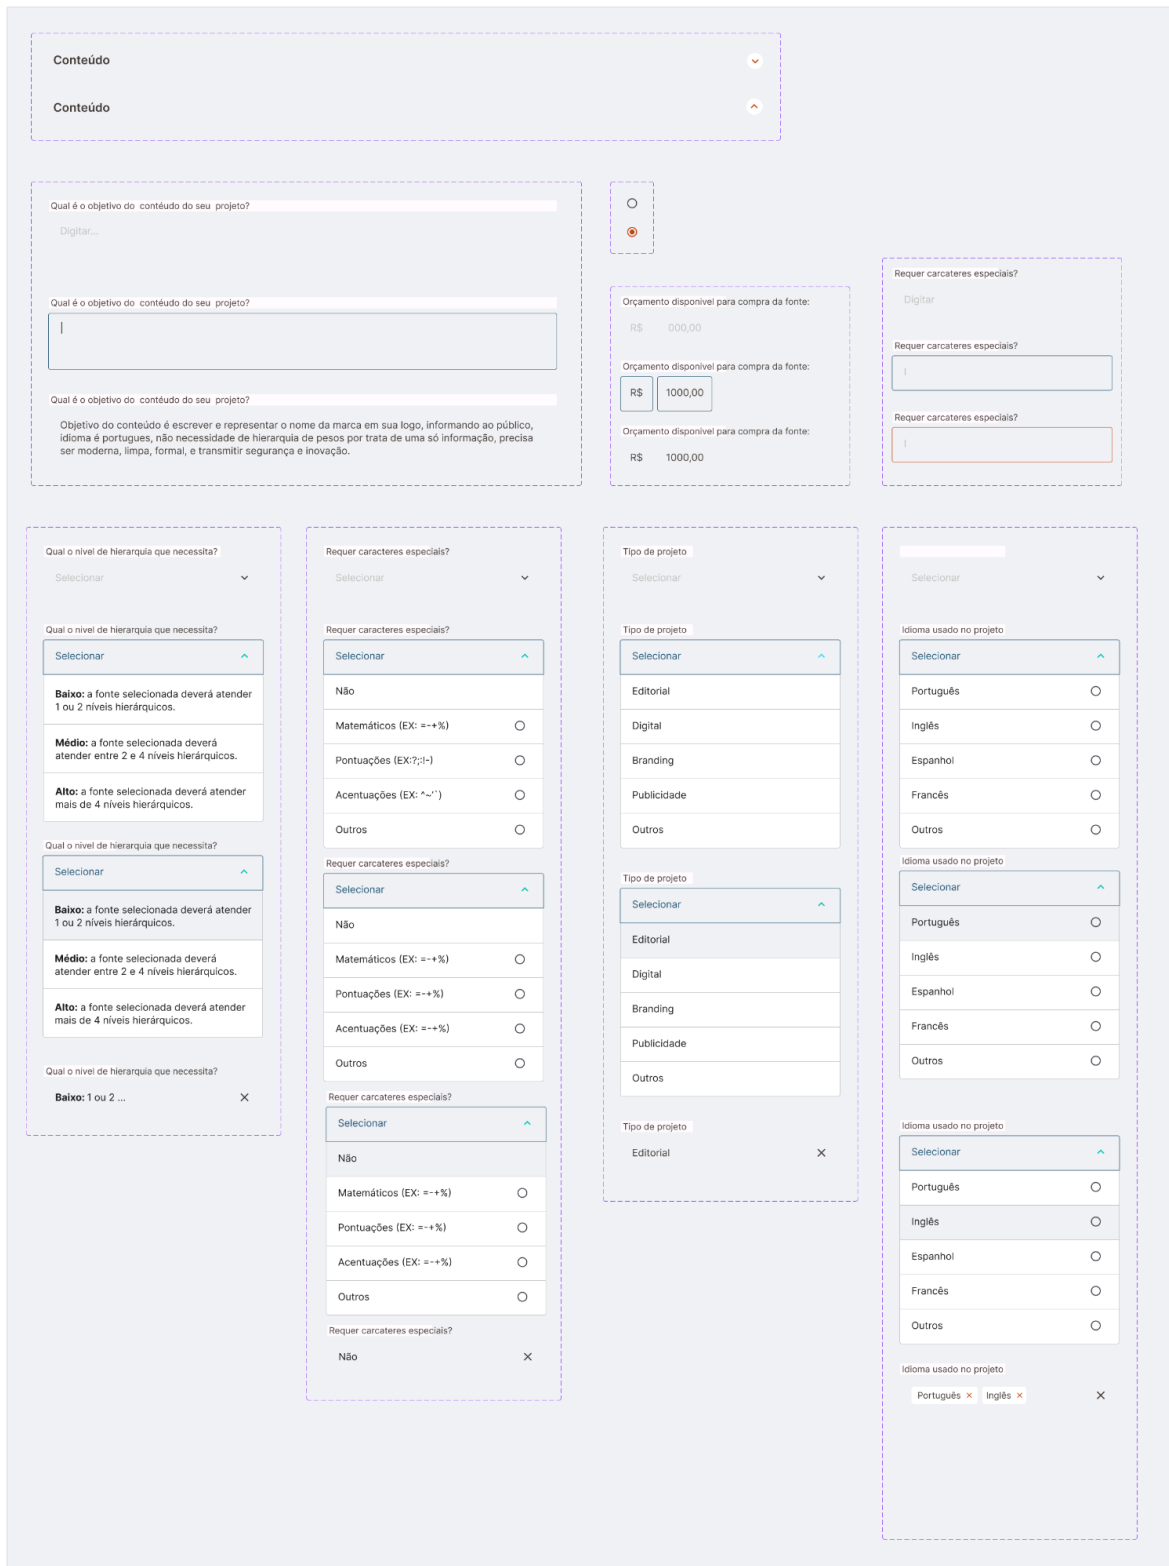 Conteúdo
Conteúdo
Qual é o objetivo do contéudo do seu projeto?
Digitar...
Qual é o objetivo do contéudo do seu projeto?
Qual é o objetivo do contéudo do seu projeto?
Objetivo do conteúdo é escrever e representar o nome da marca em sua logo, informando ao público,
idioma é portugues, não necessidade de hierarquia de pesos por trata de uma só informação, precisa
ser moderna, limpa, formal, e transmitir segurança e inovação.
Orçamento disponivel para compra da fonte:
R$ 000,00
Orçamento disponivel para compra da fonte:
R$ 1000,00
Orçamento disponivel para compra da fonte:
R$ 1000,00
Requer carcateres especiais?
Digitar
Requer carcateres especiais?
Requer carcateres especiais?
Qual o nivel de hierarquia que necessita?
Selecionar
Qual o nivel de hierarquia que necessita?
Selecionar
Baixo: a fonte selecionada deverá atender
1 ou 2 níveis hierárquicos.
Médio: a fonte selecionada deverá
atender entre 2 e 4 níveis hierárquicos.
Alto: a fonte selecionada deverá atender
mais de 4 níveis hierárquicos.
Qual o nivel de hierarquia que necessita?
Selecionar
Baixo: a fonte selecionada deverá atender
1 ou 2 níveis hierárquicos.
Médio: a fonte selecionada deverá
atender entre 2 e 4 níveis hierárquicos.
Alto: a fonte selecionada deverá atender
mais de 4 níveis hierárquicos.
Qual o nivel de hierarquia que necessita?
Baixo: 1 ou 2 ...
Requer caracteres especiais?
Selecionar
Requer caracteres especiais?
Selecionar
Não
Matemáticos (EX: =-+%)
Pontuações (EX:?;:!-)
Acentuações (EX: ^~´`)
Outros
Requer carcateres especiais?
Selecionar
Não
Matemáticos (EX: =-+%)
Pontuações (EX: =-+%)
Acentuações (EX: =-+%)
Outros
Requer carcateres especiais?
Selecionar
Não
Matemáticos (EX: =-+%)
Pontuações (EX: =-+%)
Acentuações (EX: =-+%)
Outros
Requer carcateres especiais?
Não
Tipo de projeto
Selecionar
Tipo de projeto
Selecionar
Editorial
Digital
Branding
Publicidade
Outros
Tipo de projeto
Selecionar
Editorial
Digital
Branding
Publicidade
Outros
Tipo de projeto
Editorial
Selecionar
Idioma usado no projeto
Selecionar
Português
Inglês
Espanhol
Francês
Outros
Idioma usado no projeto
Selecionar
Português
Inglês
Espanhol
Francês
Outros
Idioma usado no projeto
Selecionar
Português
Inglês
Espanhol
Francês
Outros
Idioma usado no projeto
Português × Inglês ×